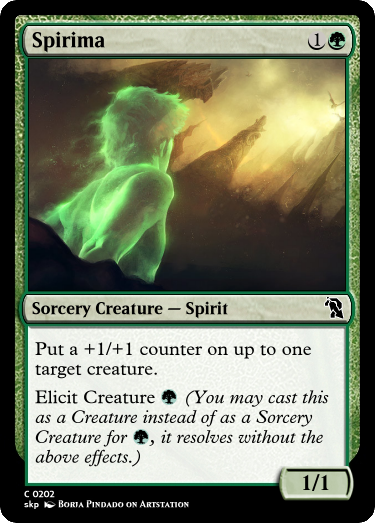 Spirima 1
Sorcery Creature — Spirit
Put a +1/+1 counter on up to one
target creature.
Elicit Creature (You may cast this
as a Creature instead of as a Sorcery
Creature for , it resolves without the
above effects.)
1/1
C 0202
skp Borja Pindado on Artstation